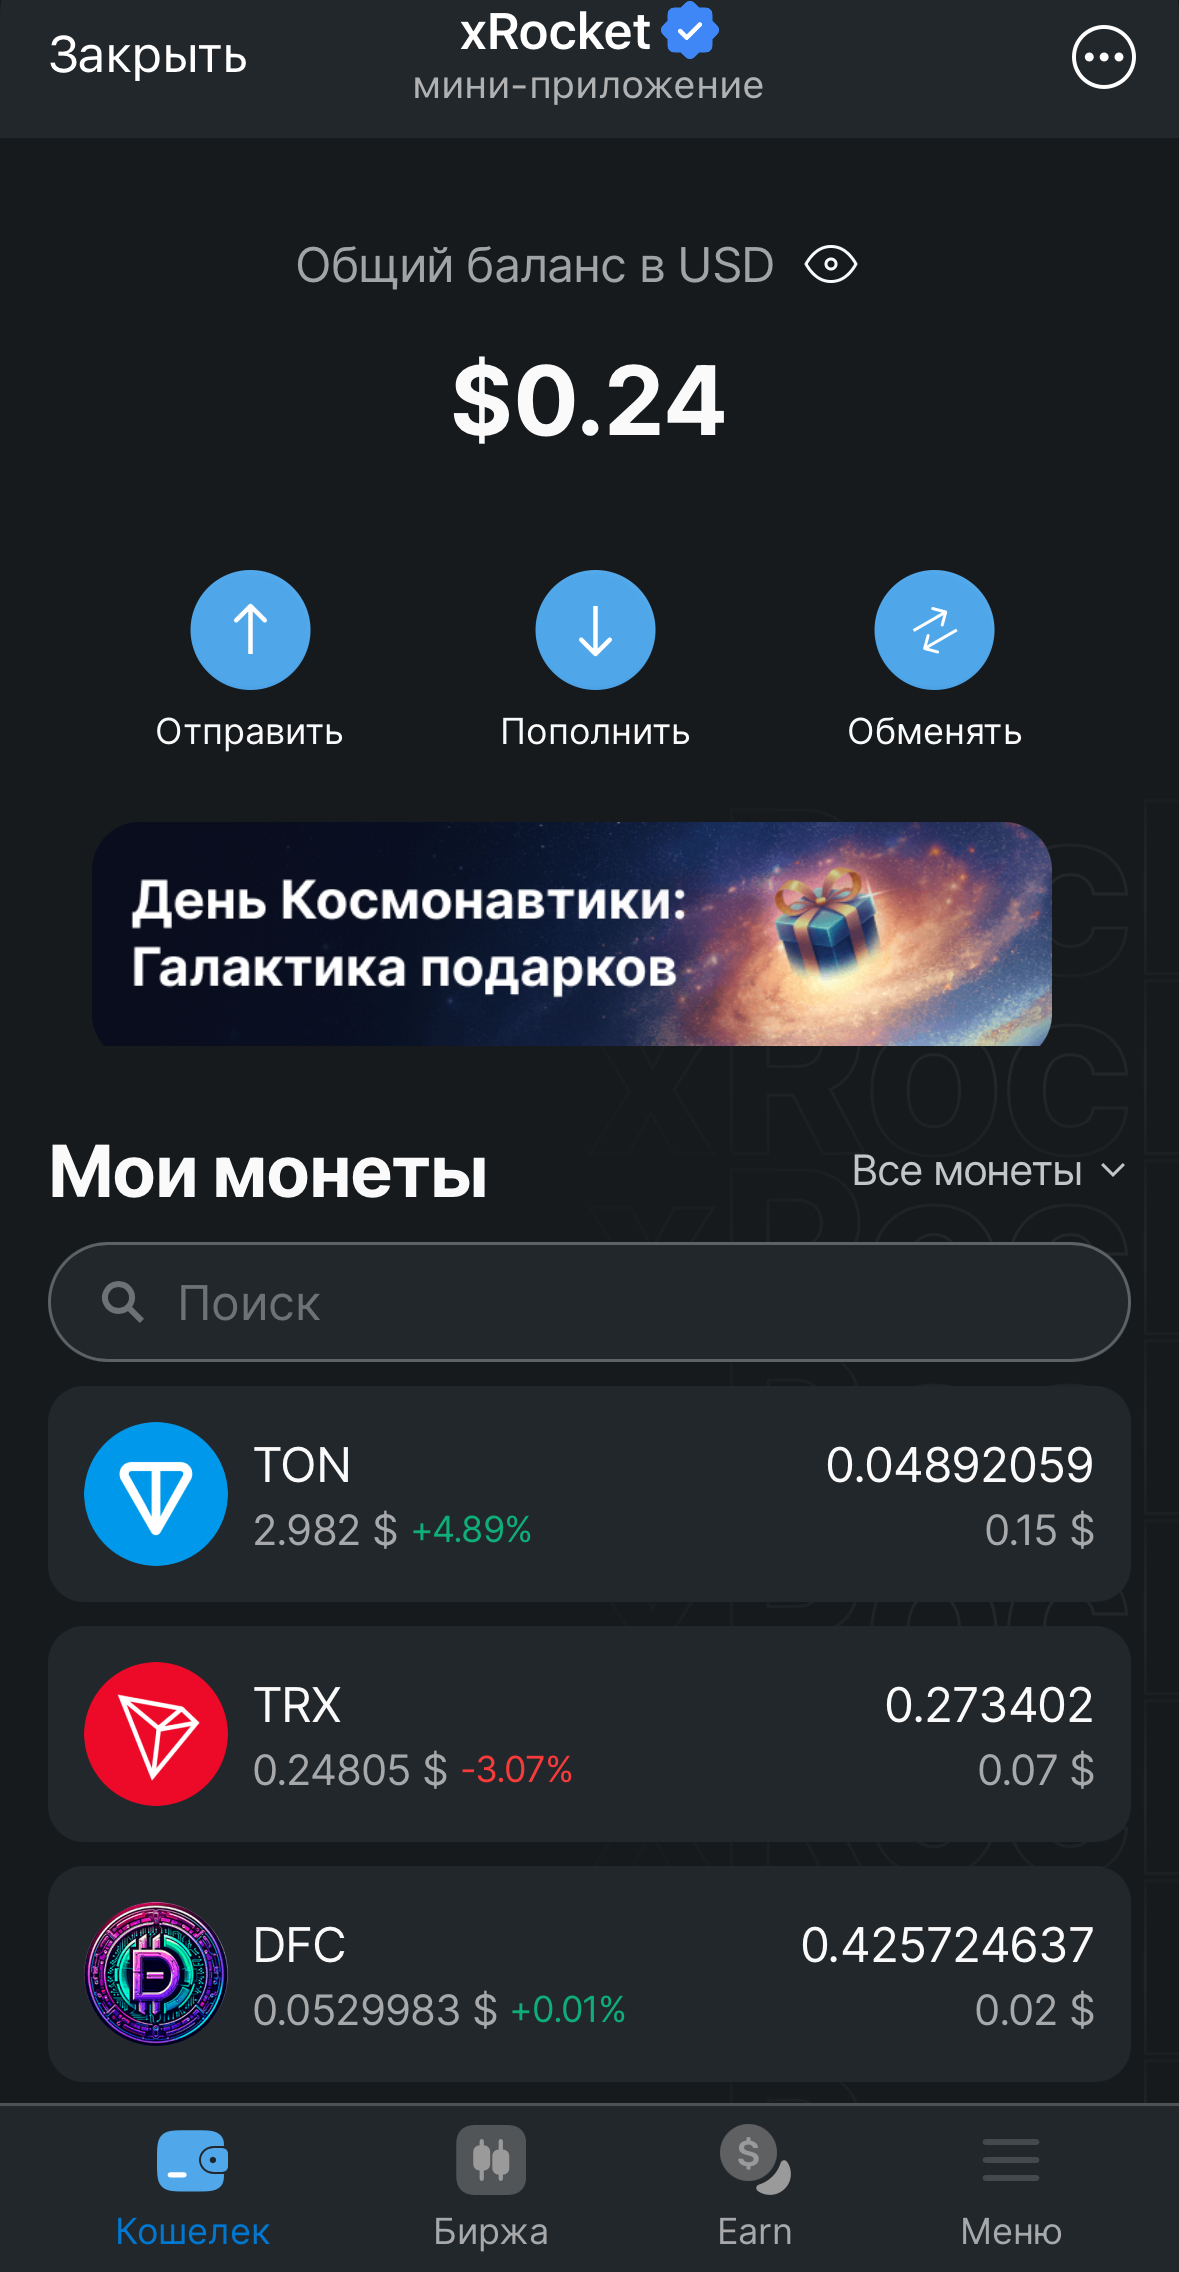 Закрыть
xRocket
мини-приложение
Общий баланс в USD
$0.24
Отправить
Пополнить
Обменять
День Космонавтики:
Галактика подарков
Мои монеты
Все монеты
Поиск
TON
0.04892059
2.982 $ +4.89%
0.15 $
TRX
0.273402
0.24805 $ -3.07%
0.07 $
DFC
0.425724637
0.0529983 $ +0.01%
0.02 $
Кошелек
Биржа
Earn
Меню